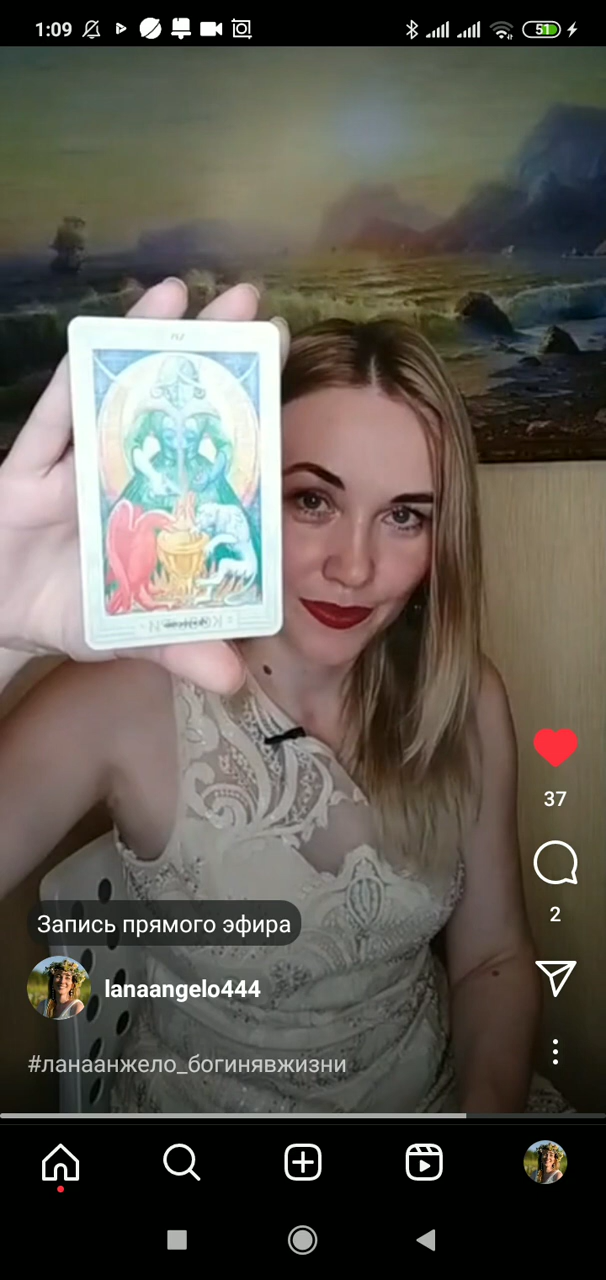 1:09
51
37
2
Запись прямого эфира
lanaangelo444
#ланаанжело_богинявжизни